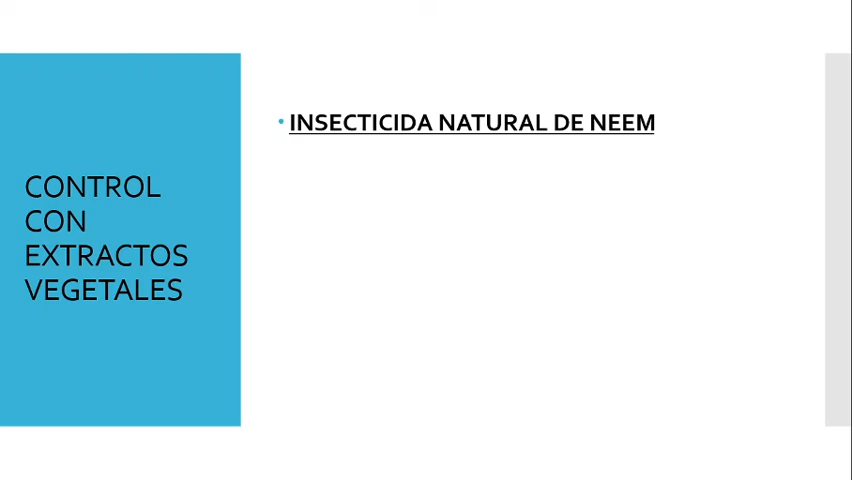 CONTROL
CON
EXTRACTOS
VEGETALES
• INSECTICIDA NATURAL DE NEEM